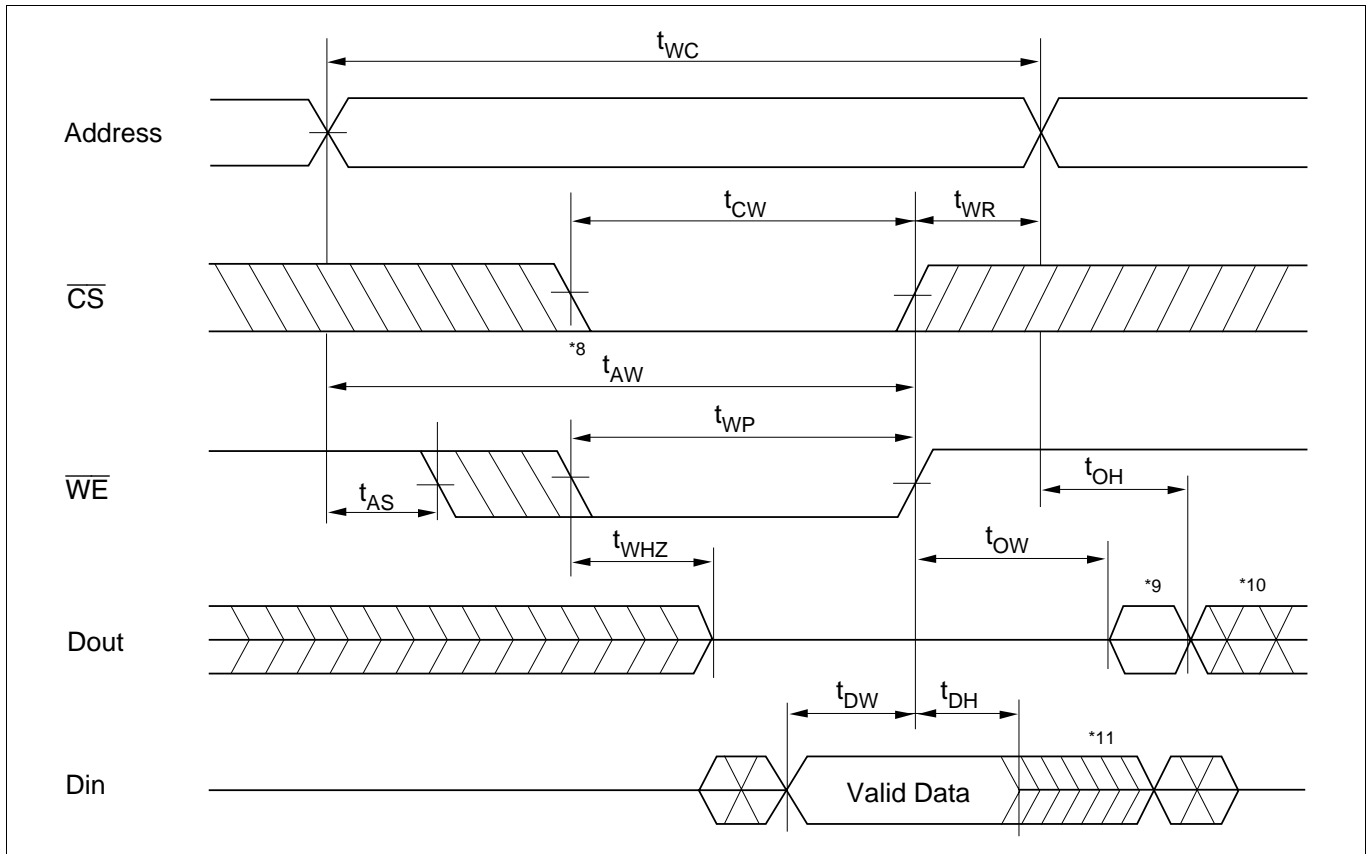 tWC
Address
tCW
tWR
CS
*8
tAW
tWP
WE
tAS
tOH
tWHZ
tOW
*9
*10
Dout
tDW
tDH
*11
Din
Valid Data